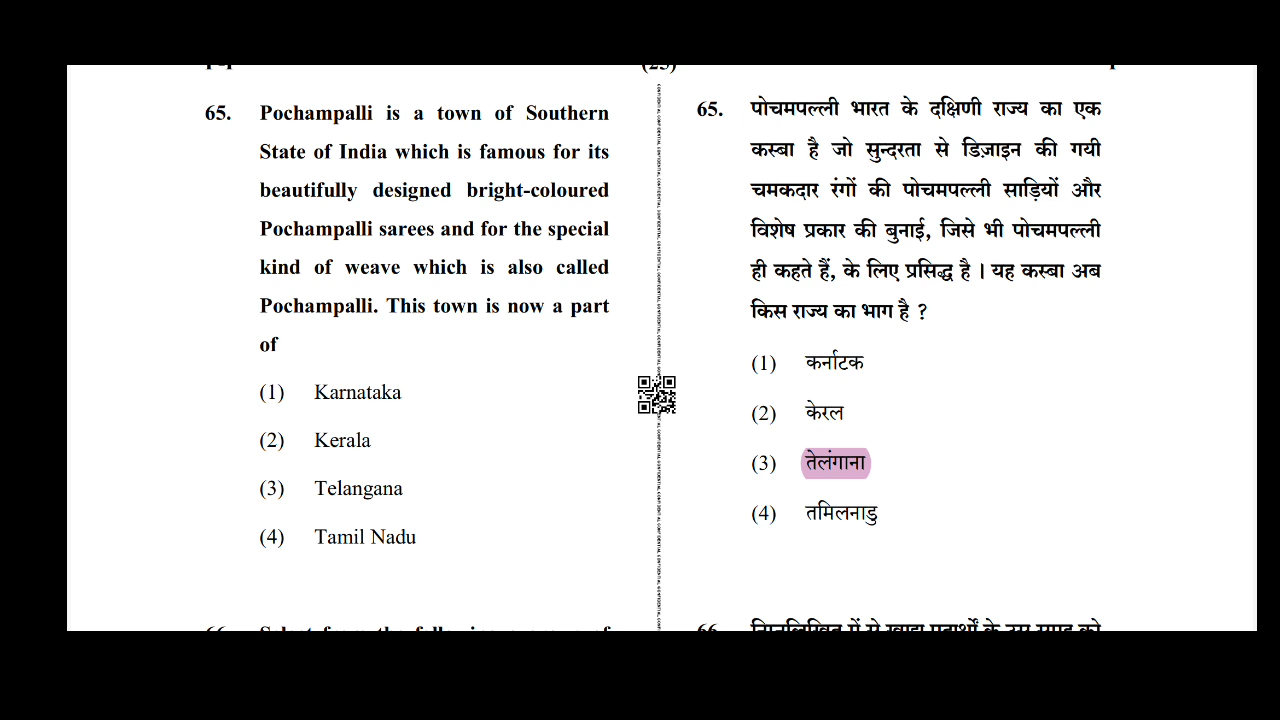 (25)
65. Pochampalli is a town of Southern
State of India which is famous for its
beautifully designed bright-coloured
Pochampalli sarees and for the special
kind of weave which is also called
Pochampalli. This town is now a part
of
(1) Karnataka
(2) Kerala
(3) Telangana
(4) Tamil Nadu
65. पोचमपल्ली भारत के दक्षिणी राज्य का एक
कस्बा है जो सुन्दरता से डिज़ाइन की गयी
चमकदार रंगों की पोचमपल्ली साड़ियों और
विशेष प्रकार की बुनाई, जिसे भी पोचमपल्ली
ही कहते हैं, के लिए प्रसिद्ध है । यह कस्बा अब
किस राज्य का भाग है ?
(1) कर्नाटक
(2) केरल
(3) तेलंगाना
(4) तमिलनाडु